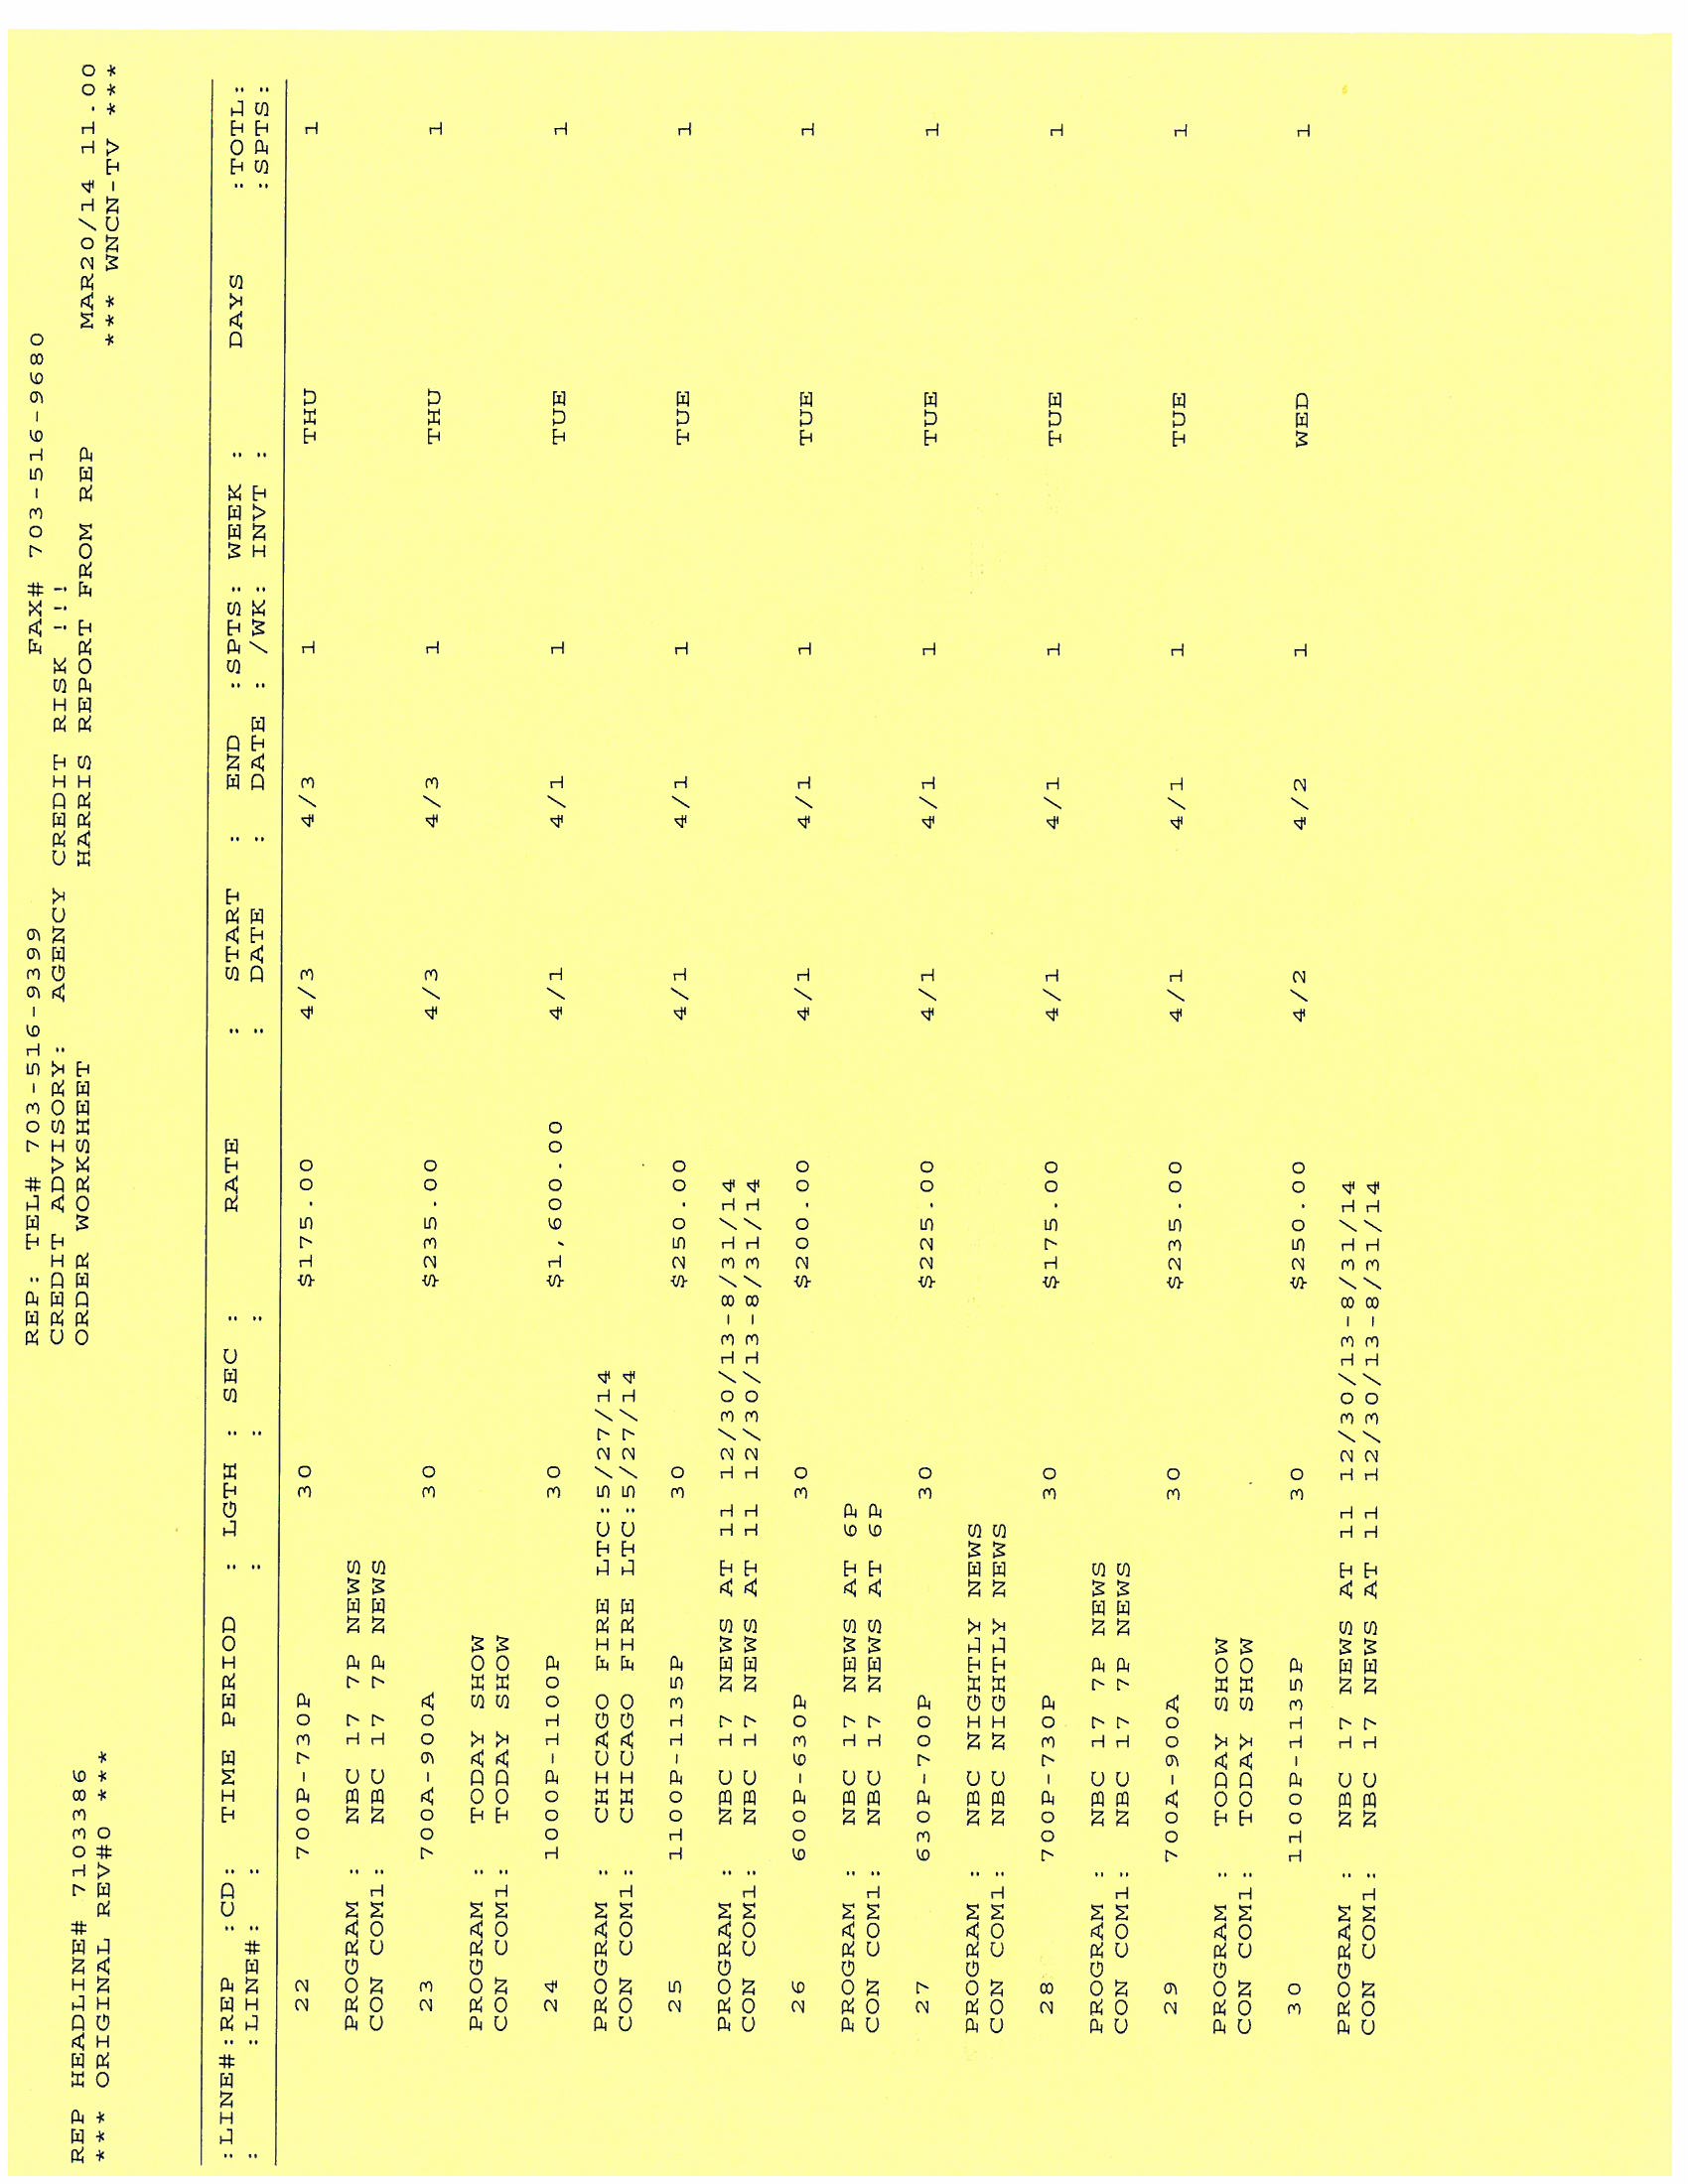 REP: TEL# 703-516-9399 FAX# 703-516-9680
CREDIT ADVISORY: AGENCY CREDIT RISK !!!
REP HEADLINE# 7103386 ORDER WORKSHEET HARRIS REPORT FROM REP MAR20/14 11.00
*** ORIGINAL REV#0 *** *** WNCN-TV ***
:LINE#:REP :CD: TIME PERIOD : LGTH : SEC : RATE : START : END :SPTS: WEEK : DAYS :TOTL:
: :LINE#: : : : : DATE : DATE : /WK: INVT : :SPTS:
22 700P-730P 30 $175.00 4/3 4/3 1 THU 1
PROGRAM : NBC 17 7P NEWS
CON COM1: NBC 17 7P NEWS
23 700A-900A 30 $235.00 4/3 4/3 1 THU 1
PROGRAM : TODAY SHOW
CON COM1: TODAY SHOW
24 1000P-1100P 30 $1,600.00 4/1 4/1 1 TUE 1
PROGRAM : CHICAGO FIRE LTC:5/27/14
CON COM1: CHICAGO FIRE LTC:5/27/14
25 1100P-1135P 30 $250.00 4/1 4/1 1 TUE 1
PROGRAM : NBC 17 NEWS AT 11 12/30/13-8/31/14
CON COM1: NBC 17 NEWS AT 11 12/30/13-8/31/14
26 600P-630P 30 $200.00 4/1 4/1 1 TUE 1
PROGRAM : NBC 17 NEWS AT 6P
CON COM1: NBC 17 NEWS AT 6P
27 630P-700P 30 $225.00 4/1 4/1 1 TUE 1
PROGRAM : NBC NIGHTLY NEWS
CON COM1: NBC NIGHTLY NEWS
28 700P-730P 30 $175.00 4/1 4/1 1 TUE 1
PROGRAM : NBC 17 7P NEWS
CON COM1: NBC 17 7P NEWS
29 700A-900A 30 $235.00 4/1 4/1 1 TUE 1
PROGRAM : TODAY SHOW
CON COM1: TODAY SHOW
30 1100P-1135P 30 $250.00 4/2 4/2 1 WED 1
PROGRAM : NBC 17 NEWS AT 11 12/30/13-8/31/14
CON COM1: NBC 17 NEWS AT 11 12/30/13-8/31/14